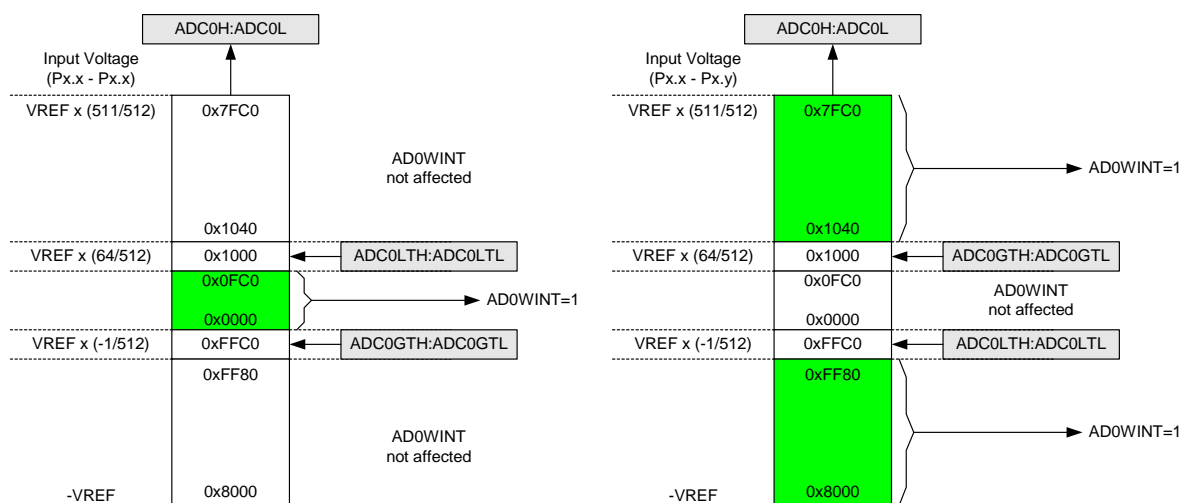 ADC0H:ADC0L
Input Voltage
(Px.x - Px.x)
VREF x (511/512)
0x7FC0
AD0WINT
not affected
0x1040
VREF x (64/512)
0x1000
ADC0LTH:ADC0LTL
0x0FC0
AD0WINT=1
0x0000
VREF x (-1/512)
0xFFC0
ADC0GTH:ADC0GTL
0xFF80
AD0WINT
not affected
-VREF
0x8000
ADC0H:ADC0L
Input Voltage
(Px.x - Px.y)
VREF x (511/512)
0x7FC0
AD0WINT=1
0x1040
VREF x (64/512)
0x1000
ADC0GTH:ADC0GTL
0x0FC0
AD0WINT
not affected
0x0000
VREF x (-1/512)
0xFFC0
ADC0LTH:ADC0LTL
0xFF80
AD0WINT=1
-VREF
0x8000